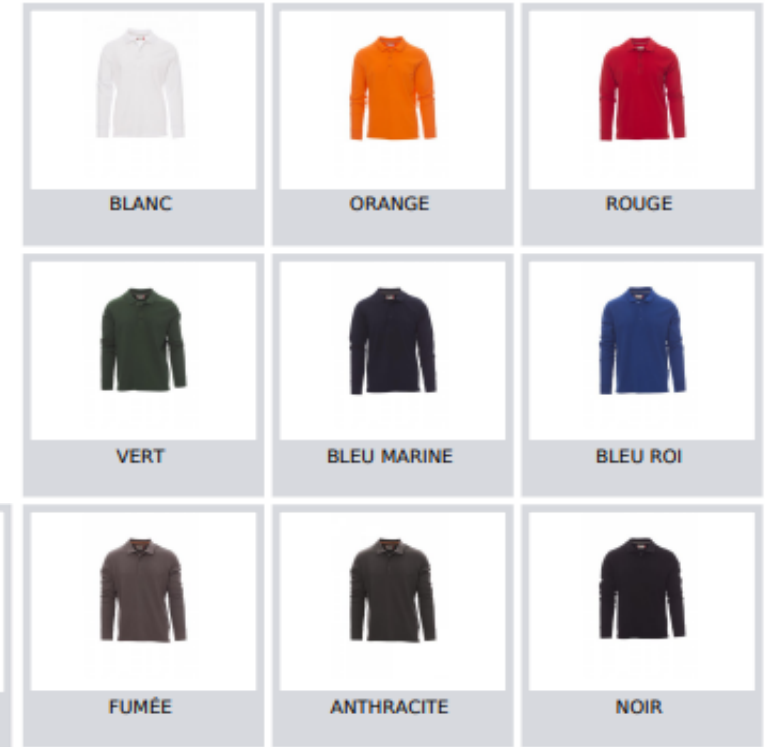 BLANC
ORANGE
ROUGE
VERT
BLEU MARINE
BLEU ROI
FUMÉE
ANTHRACITE
NOIR